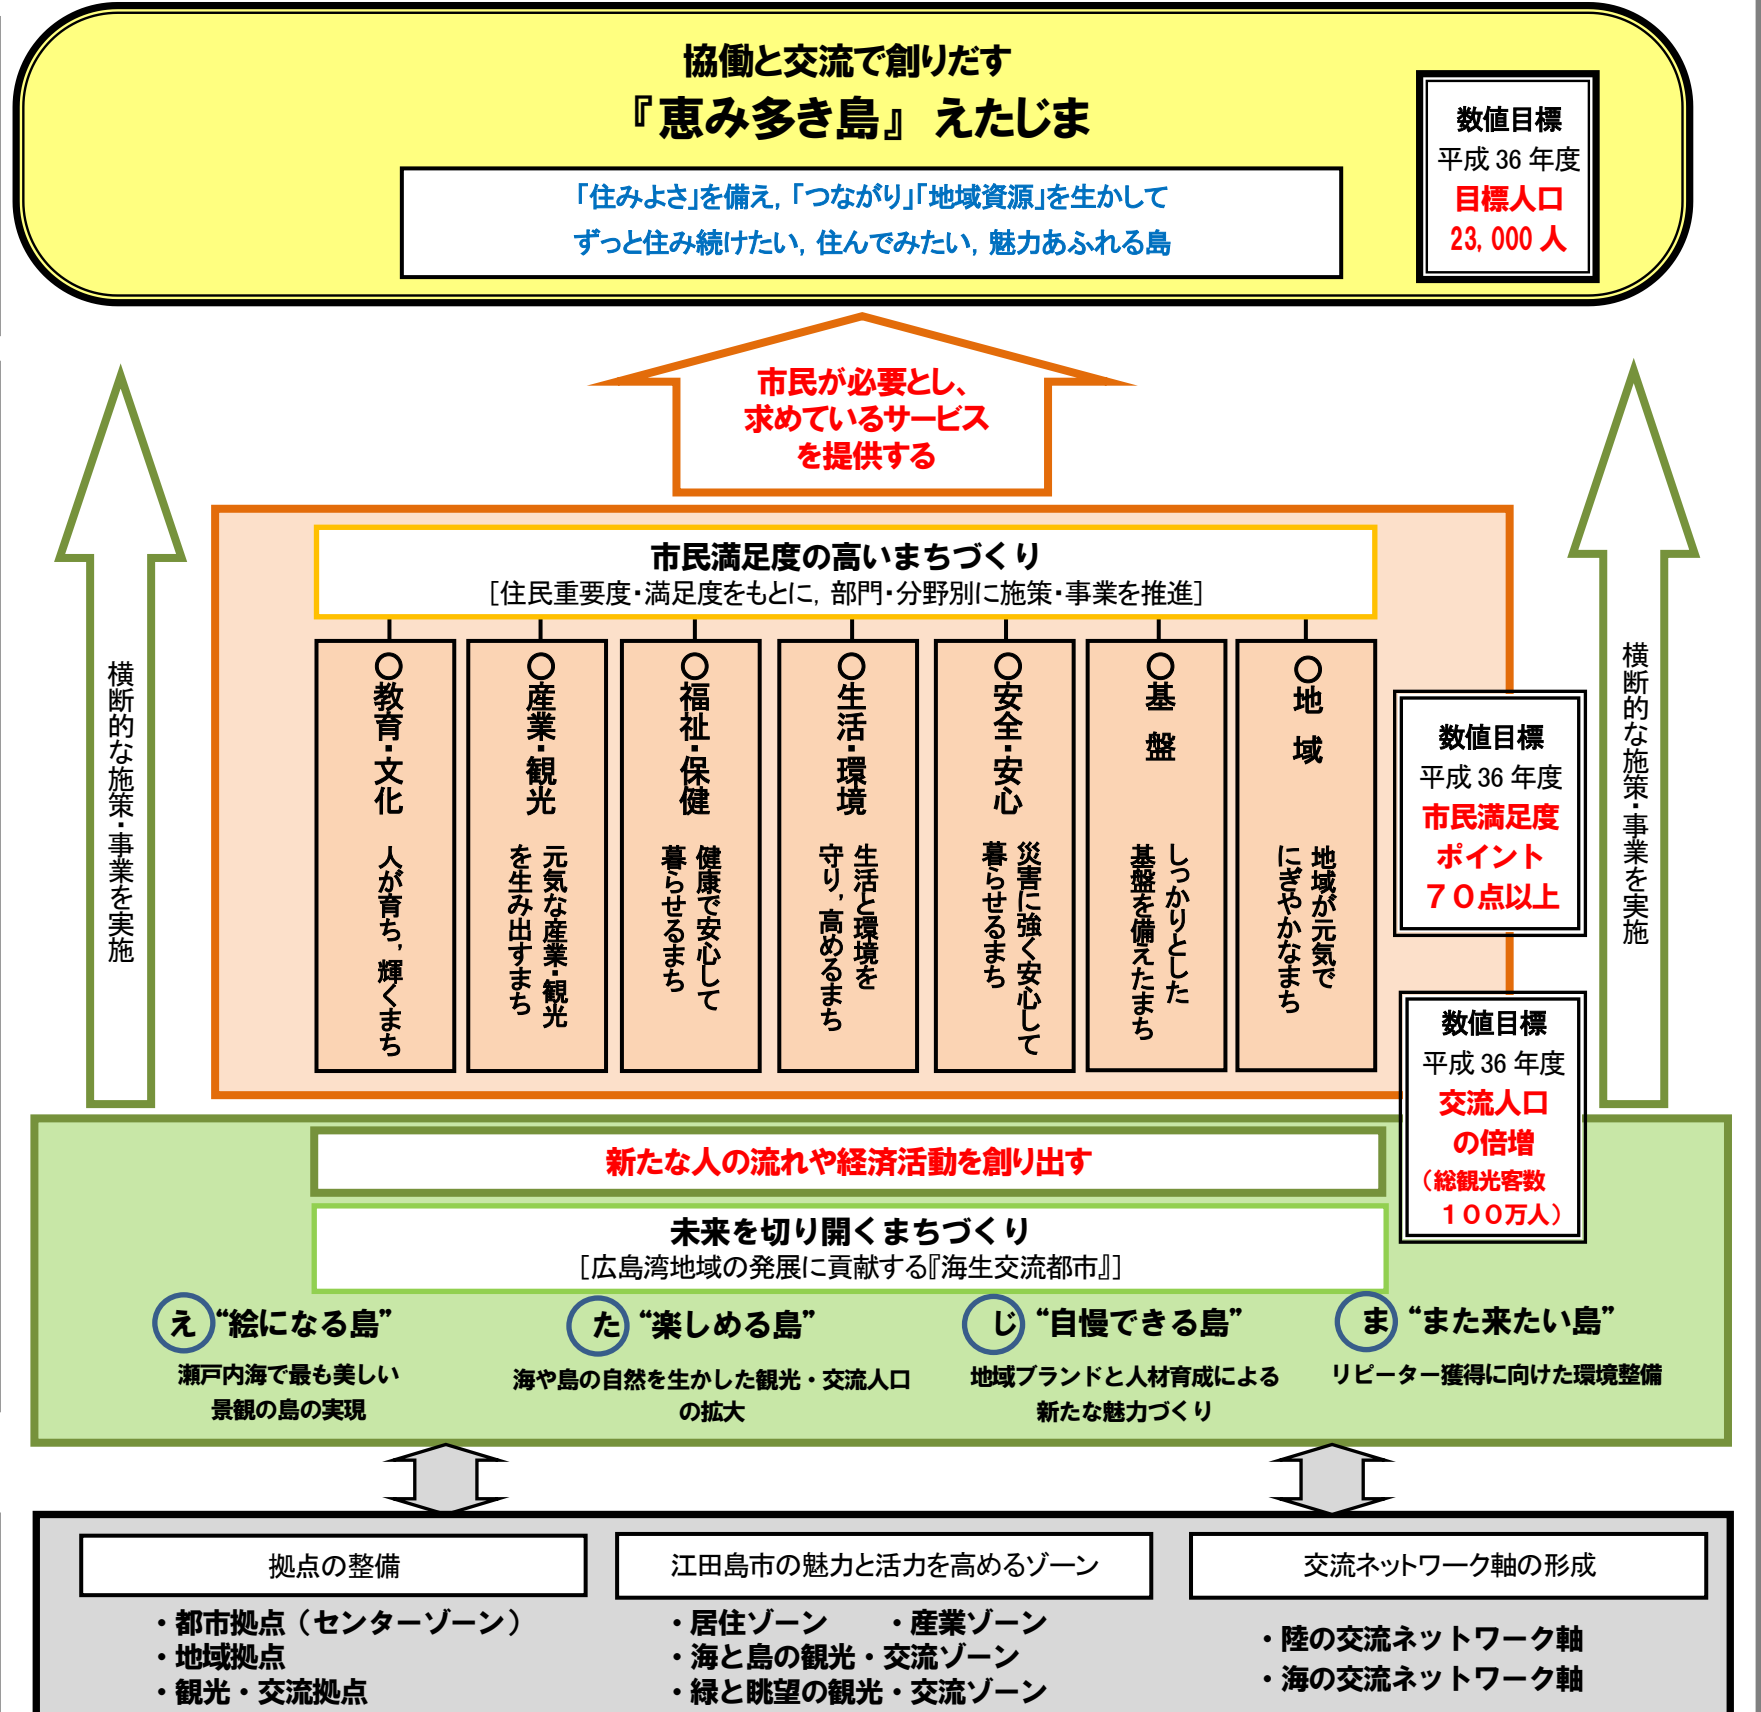 協働と交流で創りだす
『恵み多き島』えたじま
「住みよさ」を備え,「つながり」「地域資源」を生かして
ずっと住み続けたい,住んでみたい,魅力あふれる島
数値目標
平成36年度
目標人口
23,000人
市民が必要とし、
求めているサービス
を提供する
横断的な施策・事業を実施
市民満足度の高いまちづくり
[住民重要度・満足度をもとに,部門・分野別に施策・事業を推進]
○教育・文化 人が育ち,輝くまち
○産業・観光 元気な産業・観光
を生み出すまち
○福祉・保健 健康で安心して
暮らせるまち
○生活・環境 生活と環境を
守り,高めるまち
○安全・安心 災害に強く安心して
暮らせるまち
○基盤 しっかりとした
基盤を備えたまち
○地域 地域が元気で
にぎやかなまち
数値目標
平成36年度
市民満足度
ポイント
70点以上
横断的な施策・事業を実施
数値目標
平成36年度
交流人口
の倍増
(総観光客数
100万人)
新たな人の流れや経済活動を創り出す
未来を切り開くまちづくり
[広島湾地域の発展に貢献する『海生交流都市』]
え“絵になる島”
瀬戸内海で最も美しい
景観の島の実現
た“楽しめる島”
海や島の自然を生かした観光・交流人口
の拡大
じ“自慢できる島”
地域ブランドと人材育成による
新たな魅力づくり
ま“また来たい島”
リピーター獲得に向けた環境整備
拠点の整備
・都市拠点(センターゾーン)
・地域拠点
・観光・交流拠点
江田島市の魅力と活力を高めるゾーン
・居住ゾーン ・産業ゾーン
・海と島の観光・交流ゾーン
・緑と眺望の観光・交流ゾーン
交流ネットワーク軸の形成
・陸の交流ネットワーク軸
・海の交流ネットワーク軸